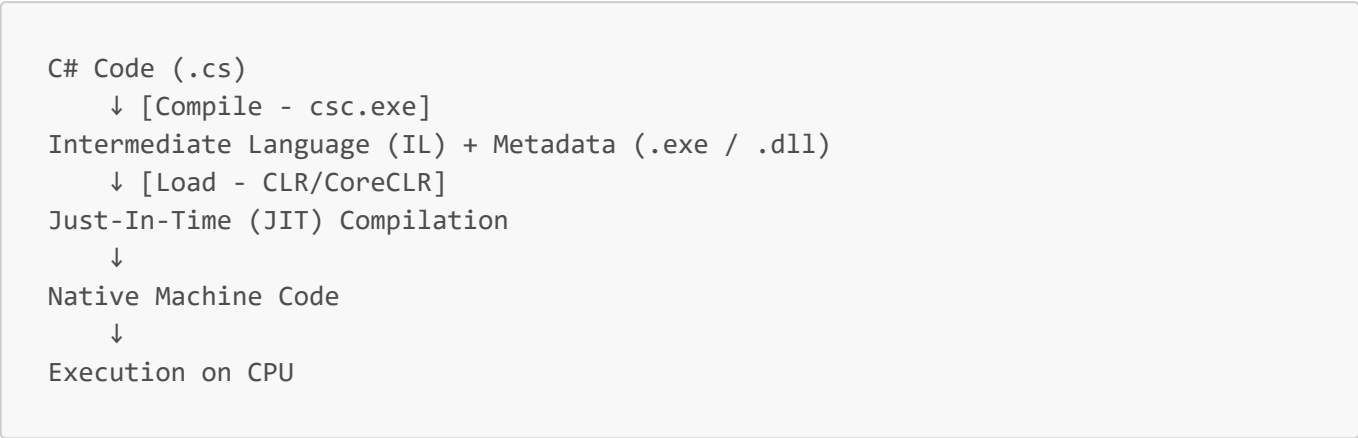 C# Code (.cs)
    ↓ [Compile - csc.exe]
Intermediate Language (IL) + Metadata (.exe / .dll)
    ↓ [Load - CLR/CoreCLR]
Just-In-Time (JIT) Compilation
    ↓
Native Machine Code
    ↓
Execution on CPU